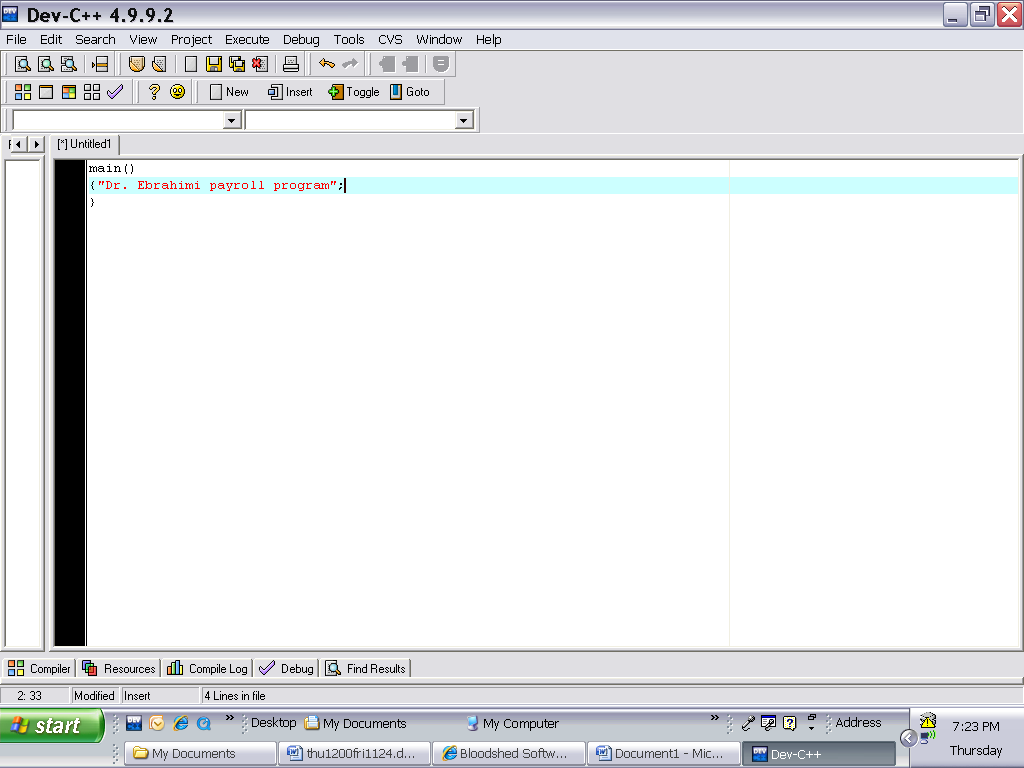 Dev-C++ 4.9.9.2
File Edit Search View Project Execute Debug Tools CVS Window Help
New Insert Toggle Goto
[*] Untitled1
main()
{"Dr. Ebrahimi payroll program";
}
Compiler Resources Compile Log Debug Find Results
2: 33 Modified Insert 4 Lines in file
start Desktop My Documents My Computer Address 7:23 PM
My Documents thu1200fri1124.d... Bloodshed Softw... Document1 - Mic... Dev-C++ Thursday